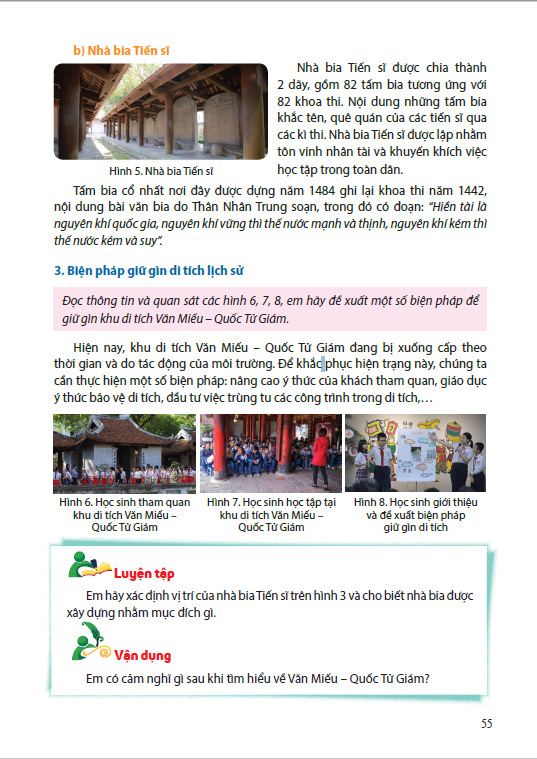 b) Nhà bia Tiến sĩ
Nhà bia Tiến sĩ được chia thành
2 dãy, gồm 82 tấm bia tương ứng với
82 khoa thi. Nội dung những tấm bia
khắc tên, quê quán của các tiến sĩ qua
các kì thi. Nhà bia Tiến sĩ được lập nhằm
tôn vinh nhân tài và khuyến khích việc
học tập trong toàn dân.
Hình 5. Nhà bia Tiến sĩ
Tấm bia cổ nhất nơi đây được dựng năm 1484 ghi lại khoa thi năm 1442,
nội dung bài văn bia do Thân Nhân Trung soạn, trong đó có đoạn: “Hiền tài là
nguyên khí quốc gia, nguyên khí vững thì thế nước mạnh và thịnh, nguyên khí kém thì
thế nước kém và suy”.
3. Biện pháp giữ gìn di tích lịch sử
Đọc thông tin và quan sát các hình 6, 7, 8, em hãy đề xuất một số biện pháp để
giữ gìn khu di tích Văn Miếu – Quốc Tử Giám.
Hiện nay, khu di tích Văn Miếu – Quốc Tử Giám đang bị xuống cấp theo
thời gian và do tác động của môi trường. Để khắc phục hiện trạng này, chúng ta
cần thực hiện một số biện pháp: nâng cao ý thức của khách tham quan, giáo dục
ý thức bảo vệ di tích, đầu tư việc trùng tu các công trình trong di tích,…
Hình 6. Học sinh tham quan
khu di tích Văn Miếu –
Quốc Tử Giám
Hình 7. Học sinh học tập tại
khu di tích Văn Miếu –
Quốc Tử Giám
Hình 8. Học sinh giới thiệu
và đề xuất biện pháp
giữ gìn di tích
Luyện tập
Em hãy xác định vị trí của nhà bia Tiến sĩ trên hình 3 và cho biết nhà bia được
xây dựng nhằm mục đích gì.
Vận dụng
Em có cảm nghĩ gì sau khi tìm hiểu về Văn Miếu – Quốc Tử Giám?
55